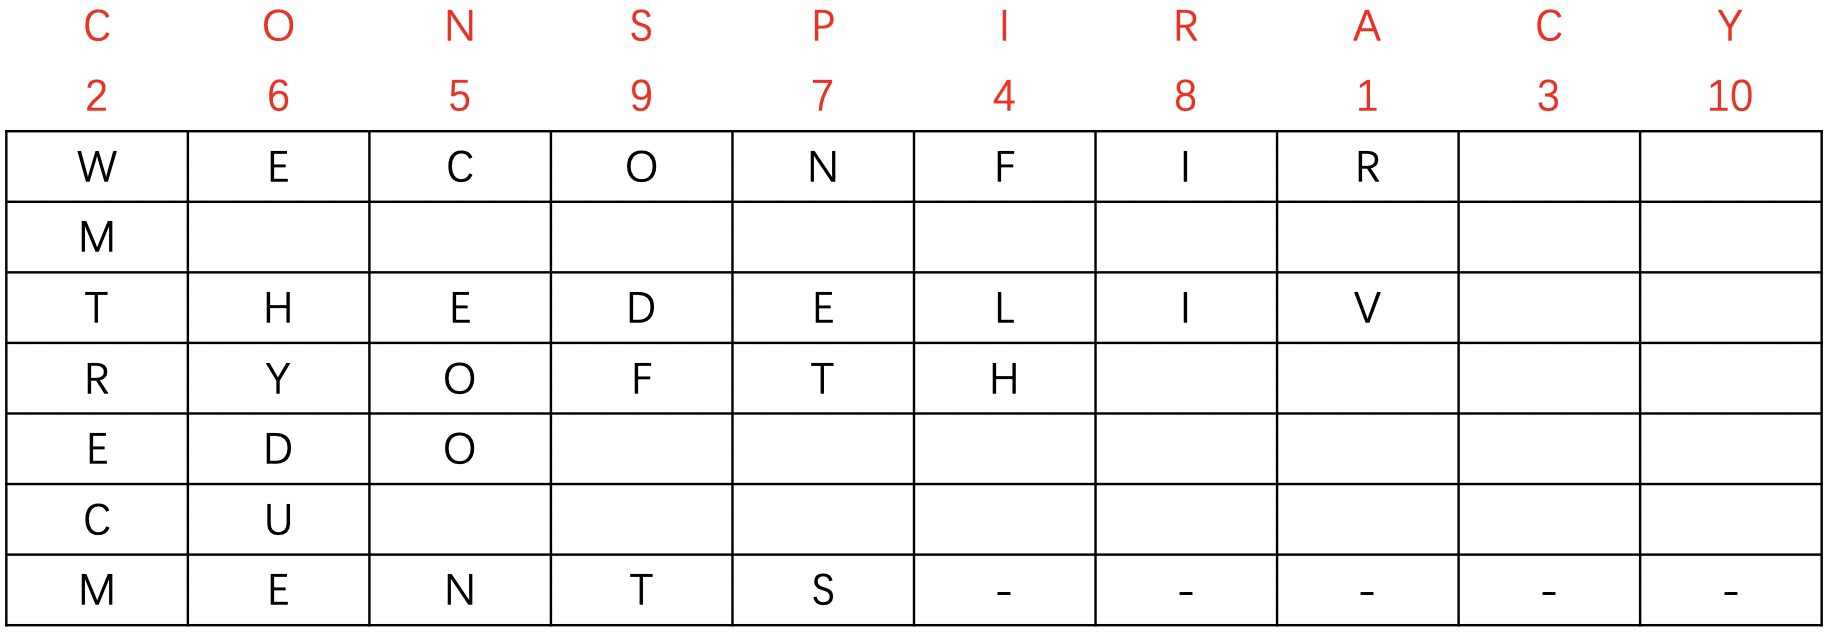 C O N S P I R A C Y
2 6 5 9 7 4 8 1 3 10
W E C O N F I R
M
T H E D E L I V
R Y O F T H
E D O
C U
M E N T S - - - - -